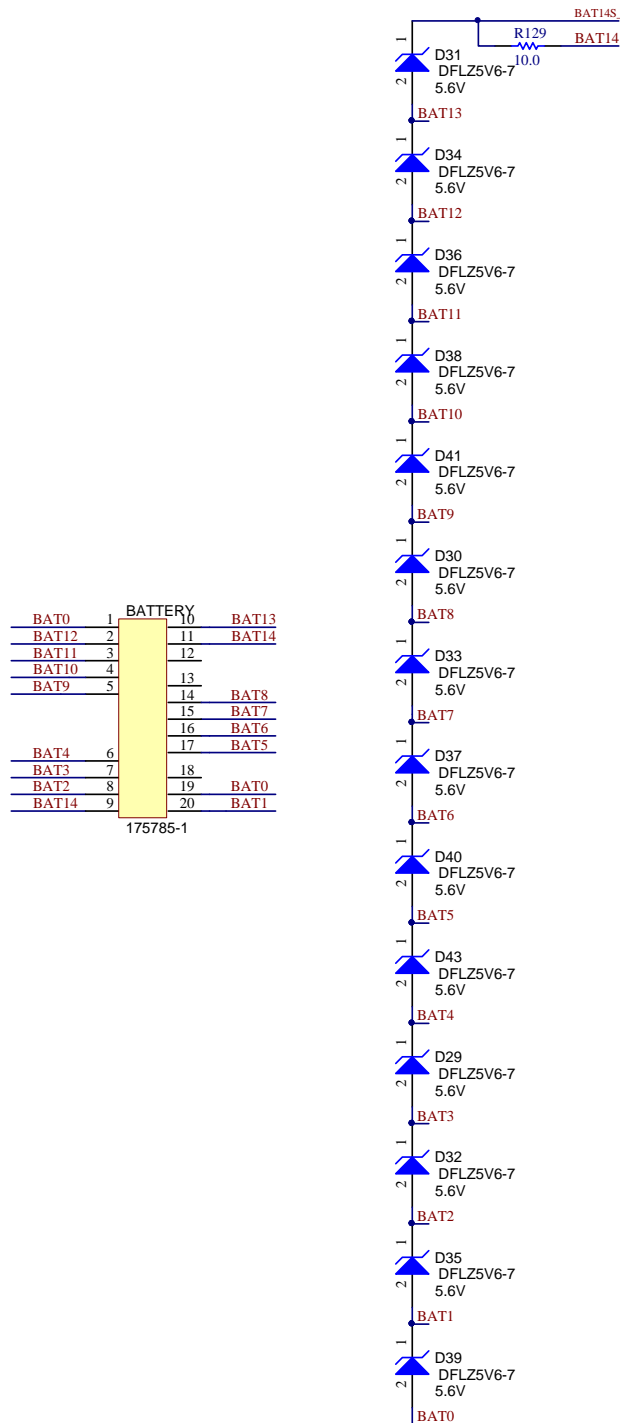 BAT14S_
R129
BAT14
10.0
1
D31
DFLZ5V6-7
5.6V
2
BAT13
1
D34
DFLZ5V6-7
5.6V
2
BAT12
1
D36
DFLZ5V6-7
5.6V
2
BAT11
1
D38
DFLZ5V6-7
5.6V
2
BAT10
1
D41
DFLZ5V6-7
5.6V
2
BAT9
1
D30
DFLZ5V6-7
5.6V
2
BAT8
1
D33
DFLZ5V6-7
5.6V
2
BAT7
1
D37
DFLZ5V6-7
5.6V
2
BAT6
1
D40
DFLZ5V6-7
5.6V
2
BAT5
1
D43
DFLZ5V6-7
5.6V
2
BAT4
1
D29
DFLZ5V6-7
5.6V
2
BAT3
1
D32
DFLZ5V6-7
5.6V
2
BAT2
1
D35
DFLZ5V6-7
5.6V
2
BAT1
1
D39
DFLZ5V6-7
5.6V
2
BAT0
BATTERY
BAT0 1 10 BAT13
BAT12 2 11 BAT14
BAT11 3 12
BAT10 4 13
BAT9 5 14 BAT8
15 BAT7
16 BAT6
17 BAT5
BAT4 6
BAT3 7 18
BAT2 8 19 BAT0
BAT14 9 20 BAT1
175785-1